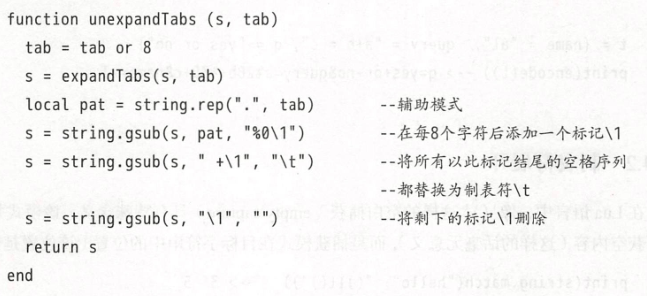 function unexpandTabs (s, tab)
tab = tab or 8
s = expandTabs(s, tab)
local pat = string.rep(".", tab) --辅助模式
s = string.gsub(s, pat, "%0\1") --在每8个字符后添加一个标记\1
s = string.gsub(s, " +\1", "\t") --将所有以此标记结尾的空格序列
--都替换为制表符\t
s = string.gsub(s, "\1", "") --将剩下的标记\1删除
return s
end